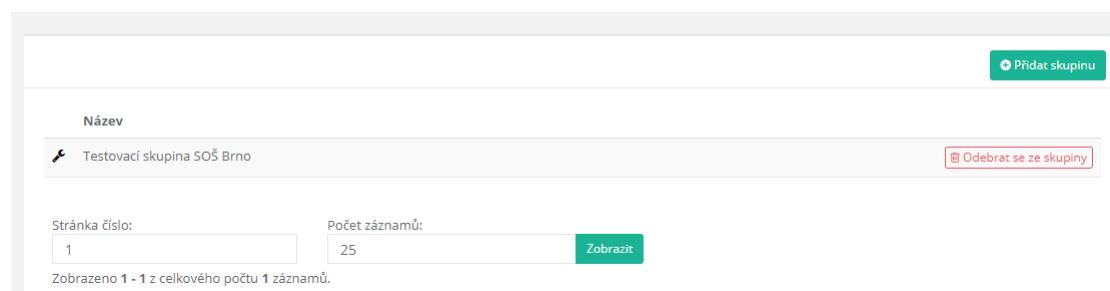 Přidat skupinu
Název
Testovací skupina SOŠ Brno
Odebrat se ze skupiny
Stránka číslo:
Počet záznamů:
1
25
Zobrazit
Zobrazeno 1 - 1 z celkového počtu 1 záznamů.